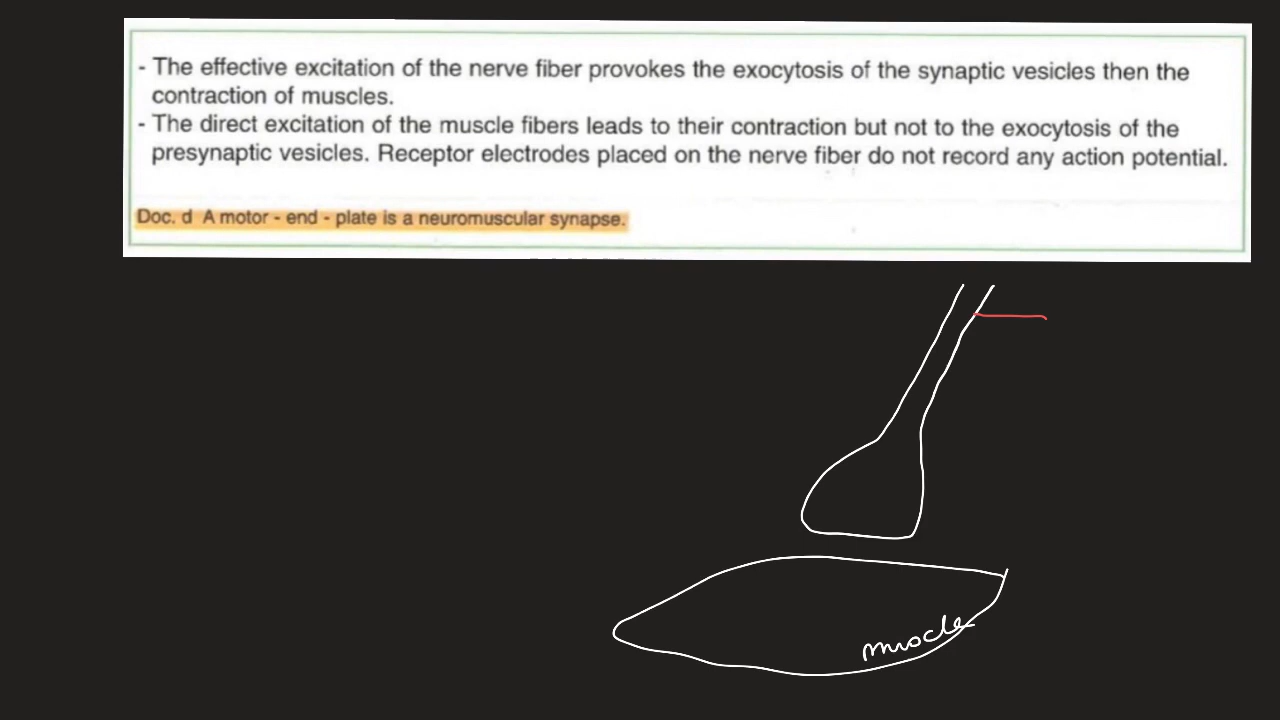 - The effective excitation of the nerve fiber provokes the exocytosis of the synaptic vesicles then the
contraction of muscles.
- The direct excitation of the muscle fibers leads to their contraction but not to the exocytosis of the
presynaptic vesicles. Receptor electrodes placed on the nerve fiber do not record any action potential.
Doc. d A motor - end - plate is a neuromuscular synapse.
muscle